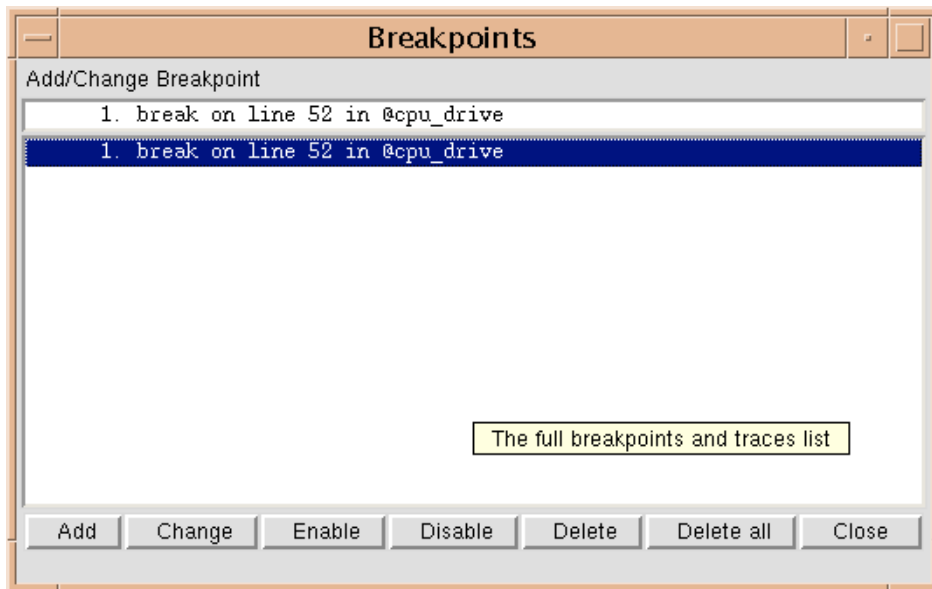 Breakpoints
Add/Change Breakpoint
1. break on line 52 in @cpu_drive
1. break on line 52 in @cpu_drive
The full breakpoints and traces list
Add Change Enable Disable Delete Delete all Close